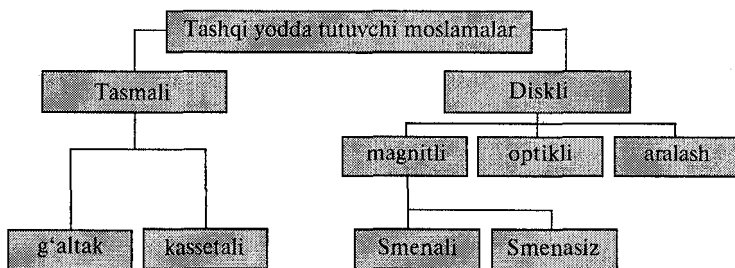 Tashqi yodda tutuvchi moslamalar
Tasmali
Diskli
magnitli
optikli
aralash
g‘altak
kassetali
Smenali
Smenasiz